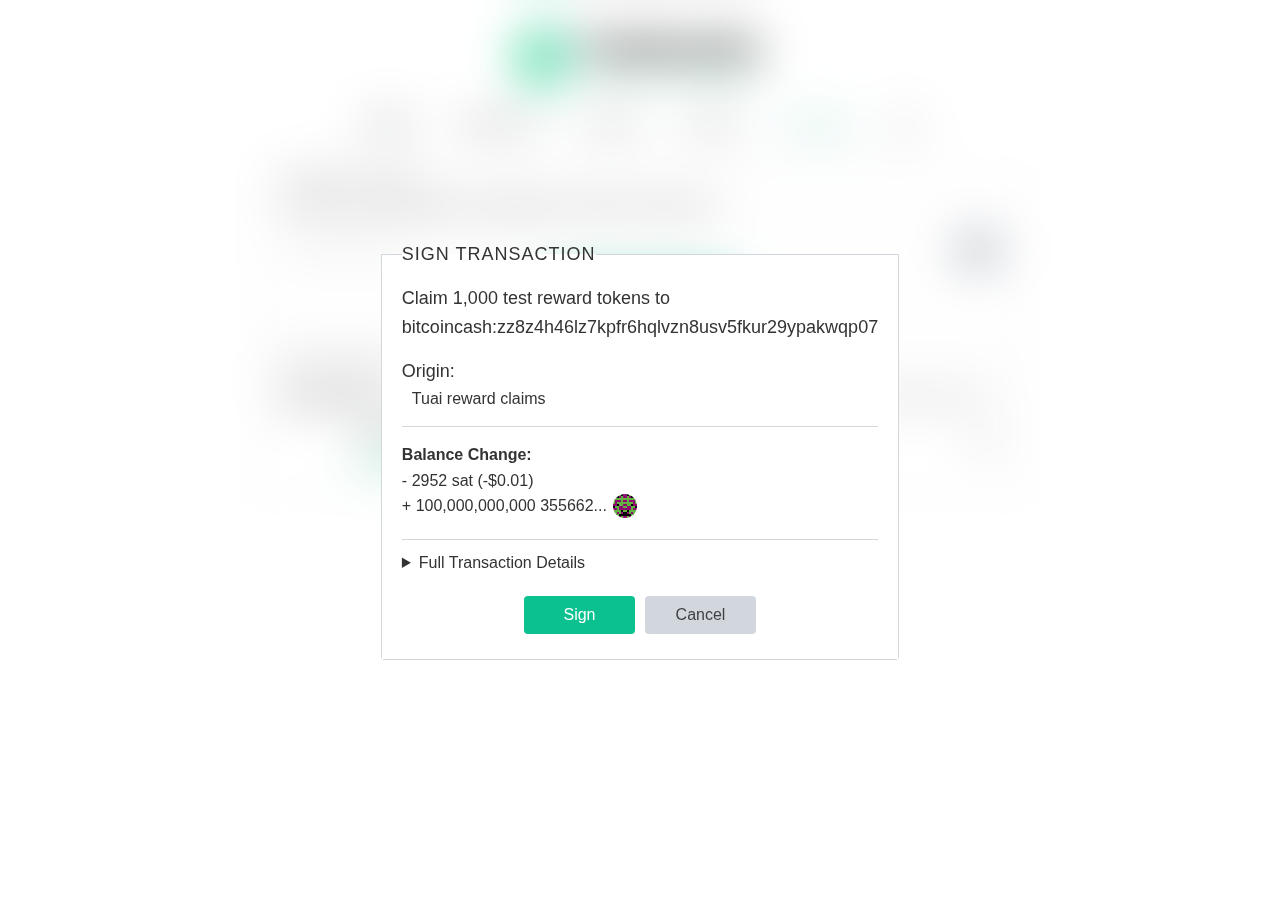 SIGN TRANSACTION
Claim 1,000 test reward tokens to
bitcoincash:zz8z4h46lz7kpfr6hqlvzn8usv5fkur29ypakwqp07
Origin:
Tuai reward claims
Balance Change:
- 2952 sat (-$0.01)
+ 100,000,000,000 355662...
Full Transaction Details
Sign Cancel